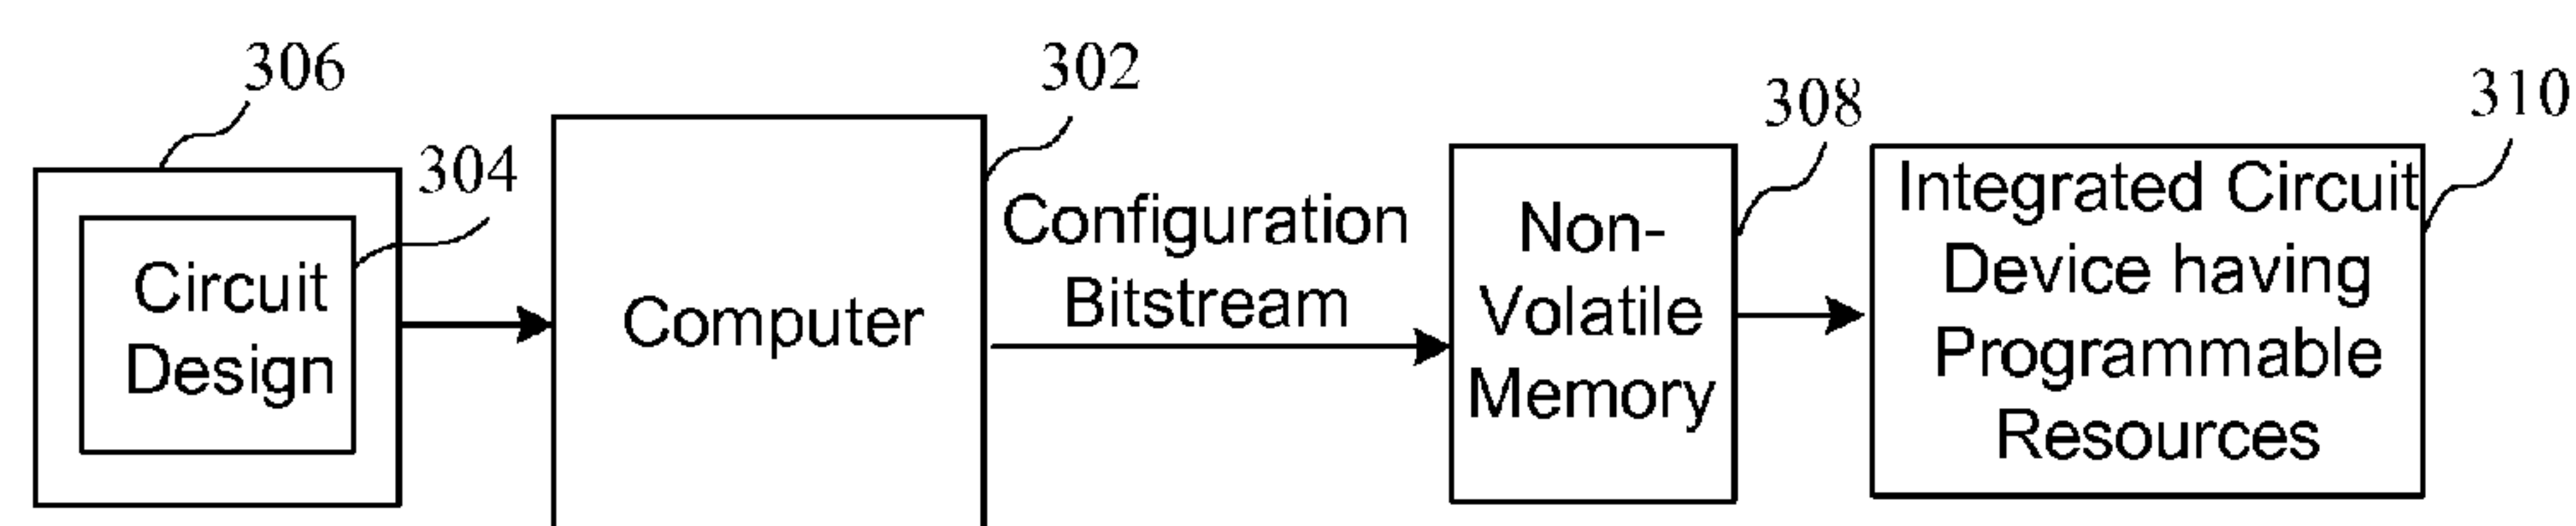 306
304
Circuit
Design
302
Computer
Configuration
Bitstream
308
Non-
Volatile
Memory
310
Integrated Circuit
Device having
Programmable
Resources